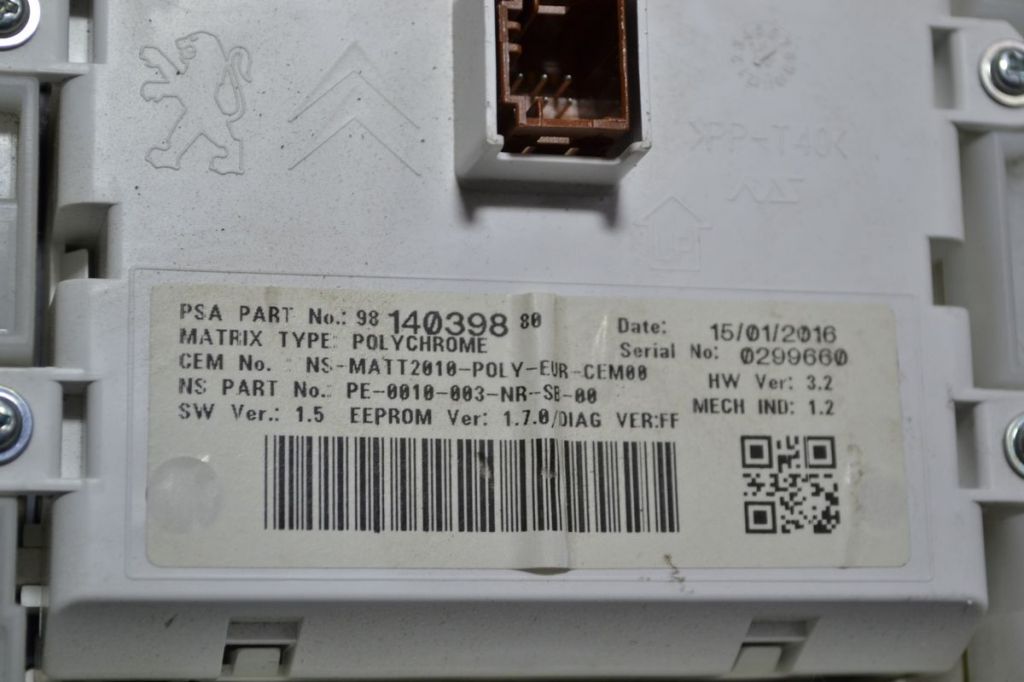 >PP-T40<
PSA PART No.: 98 140398 80
MATRIX TYPE: POLYCHROME
CEM No. NS-MATT2010-POLY-EUR-CEM00
NS PART No.: PE-0010-003-NR-SB-00
SW Ver.: 1.5 EEPROM Ver: 1.7.0/DIAG VER:FF
Date: 15/01/2016
Serial No: 0299660
HW Ver: 3.2
MECH IND: 1.2